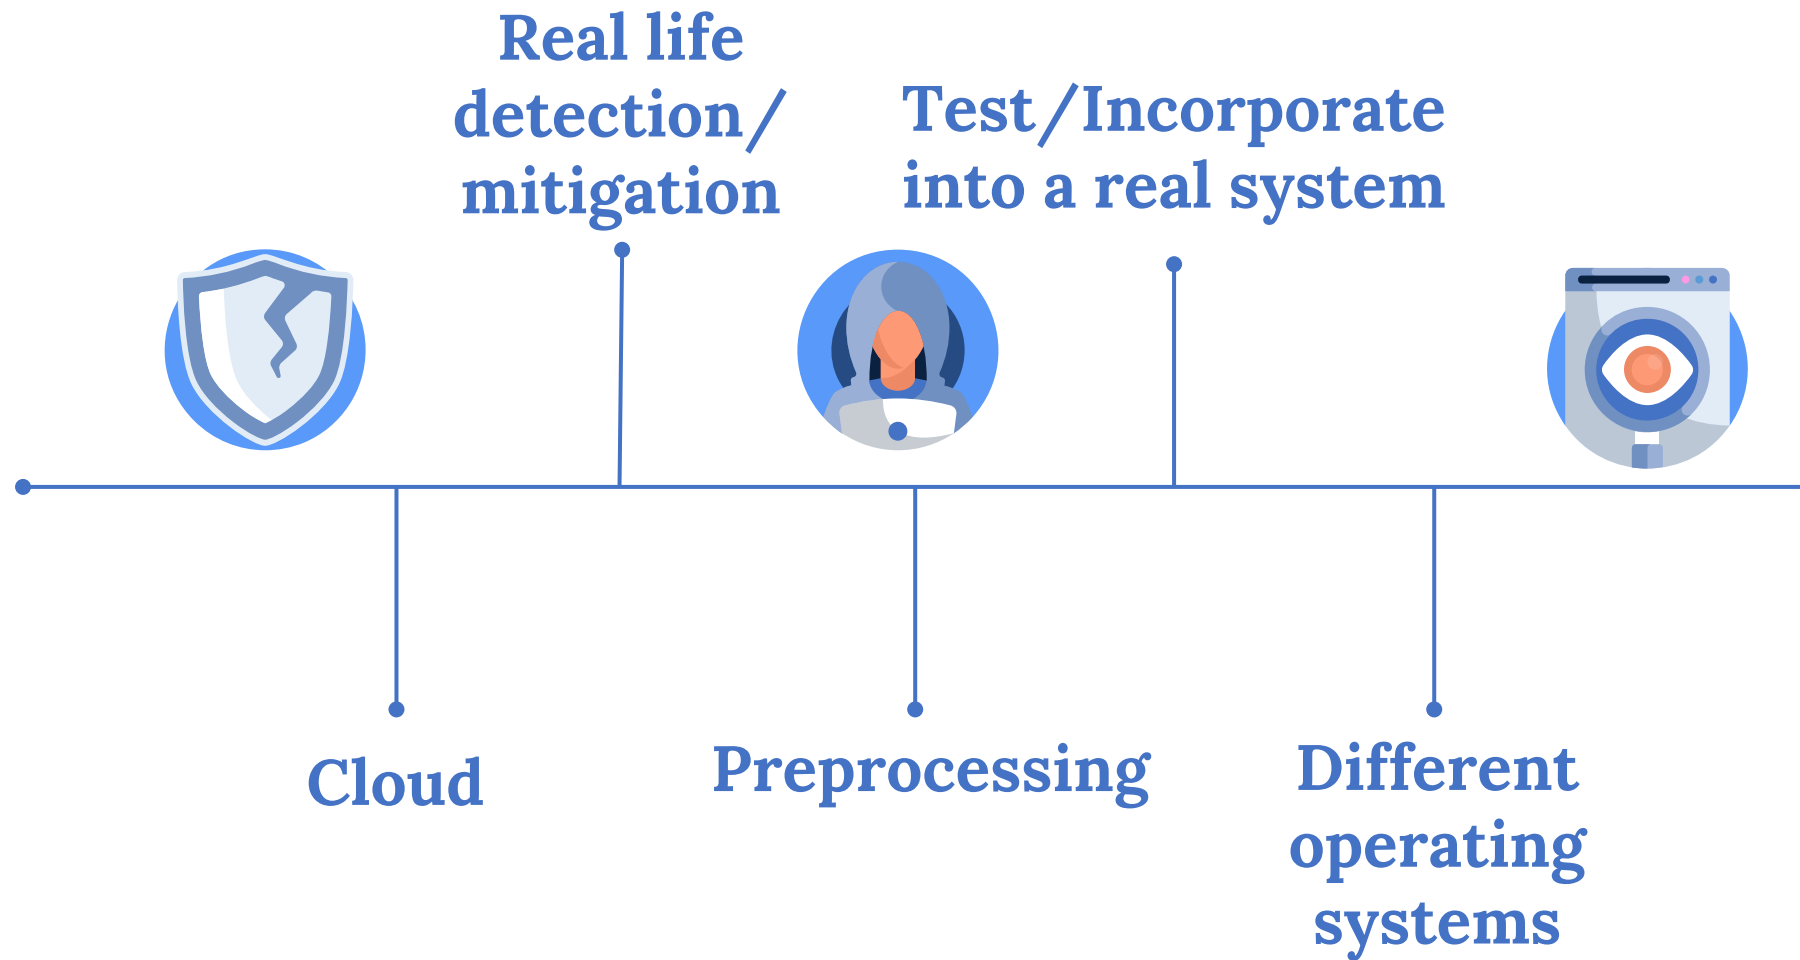 Real life
detection/
mitigation
Test/Incorporate
into a real system
Cloud
Preprocessing
Different
operating
systems